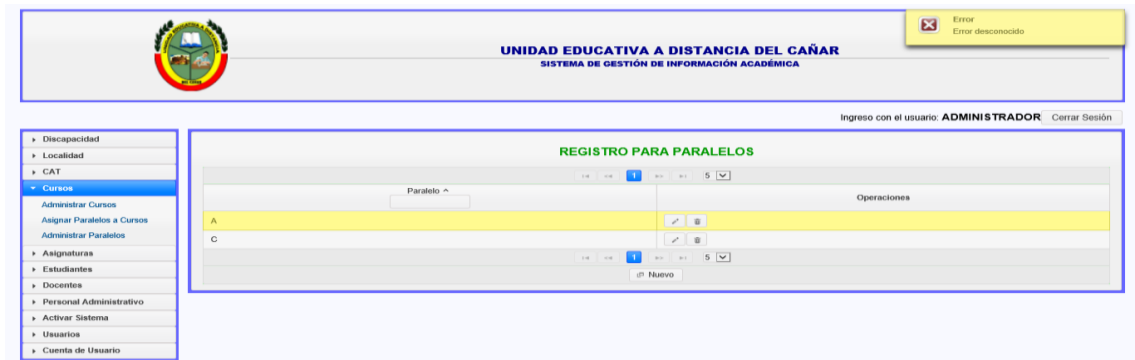 Error
Error desconocido
UNIDAD EDUCATIVA A DISTANCIA DEL CAÑAR
SISTEMA DE GESTIÓN DE INFORMACIÓN ACADÉMICA
Ingreso con el usuario: ADMINISTRADOR Cerrar Sesión
Discapacidad
Localidad
CAT
Cursos
Administrar Cursos
Asignar Paralelos a Cursos
Administrar Paralelos
Asignaturas
Estudiantes
Docentes
Personal Administrativo
Activar Sistema
Usuarios
Cuenta de Usuario
REGISTRO PARA PARALELOS
1 5
Paralelo Operaciones
A
C
1 5
Nuevo